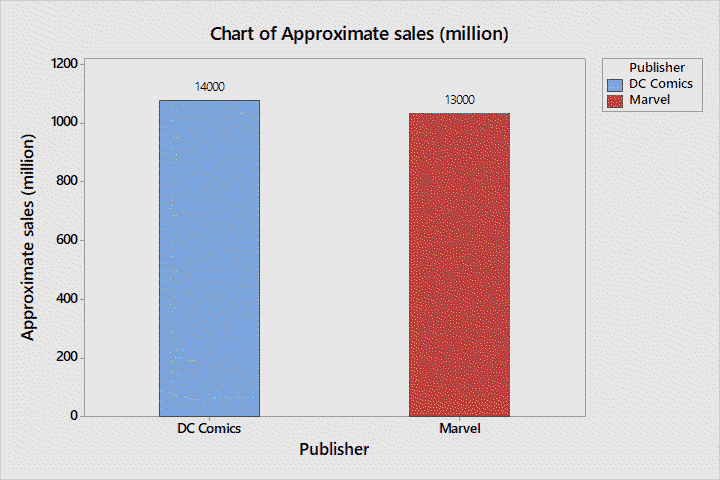 Chart of Approximate sales (million)
1200
1000
800
600
400
200
0
Approximate sales (million)
14000
13000
DC Comics
Marvel
Publisher
Publisher
DC Comics
Marvel